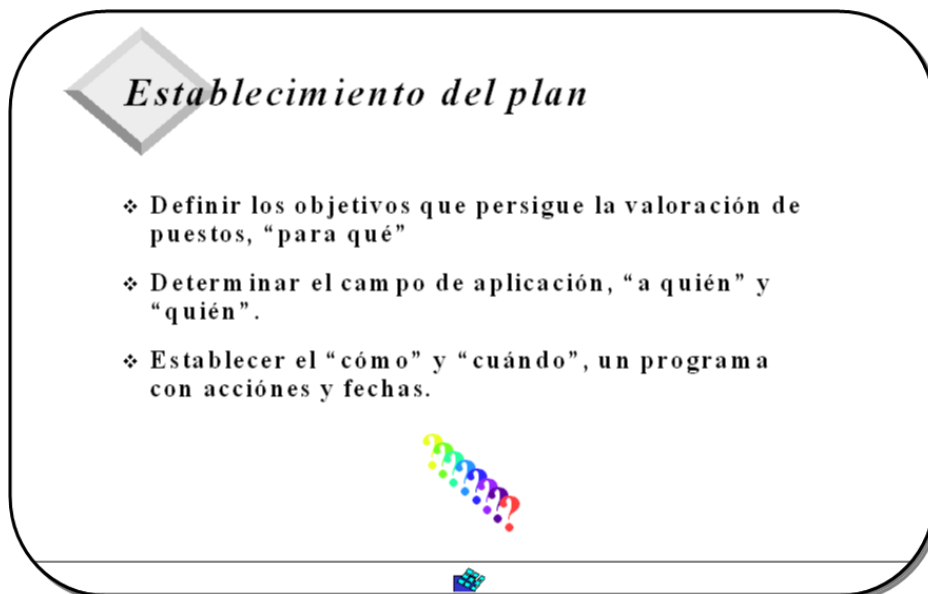 Establecimiento del plan
❖ Definir los objetivos que persigue la valoración de
puestos, “para qué”
❖ Determinar el campo de aplicación, “a quién” y
“quién”.
❖ Establecer el “cómo” y “cuándo”, un programa
con acciónes y fechas.
????????